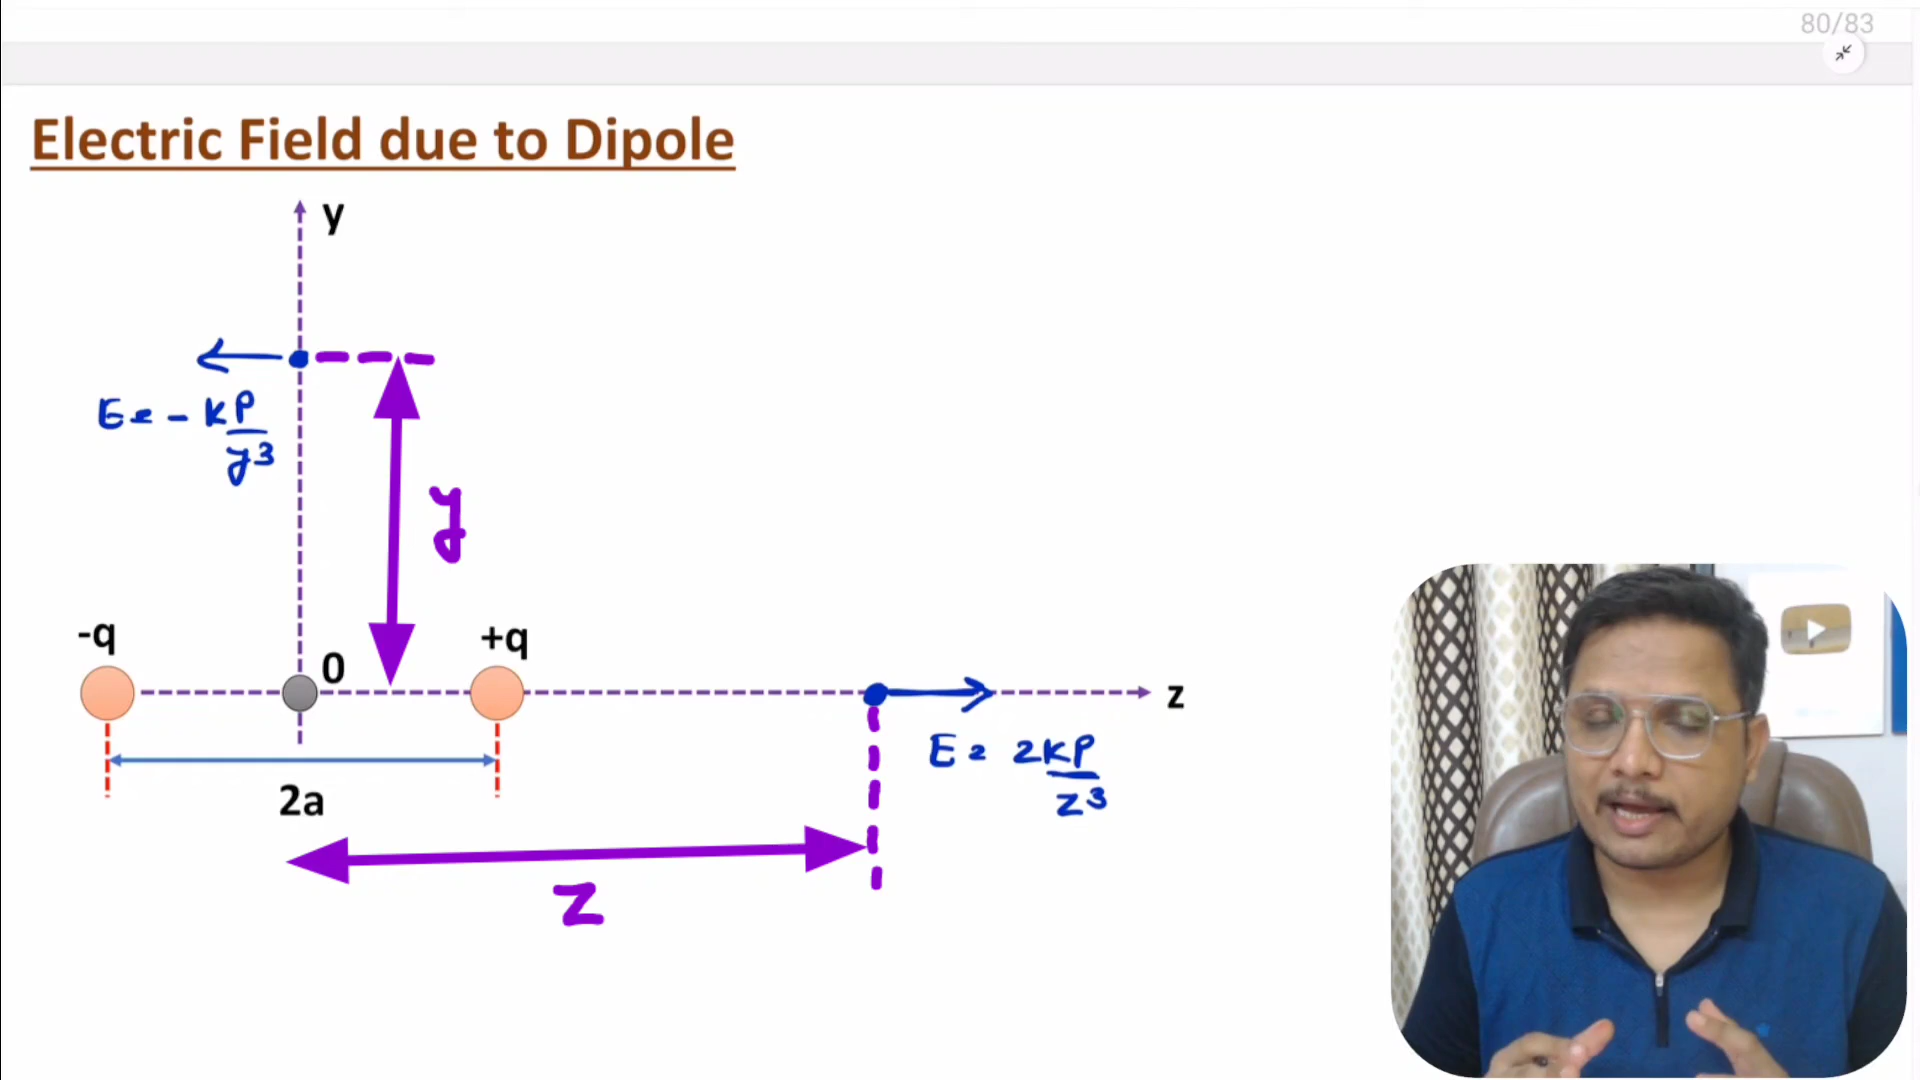 80/83
Electric Field due to Dipole
y
E = - KP
y3
y
-q
0
+q
z
E = 2KP
z3
2a
z